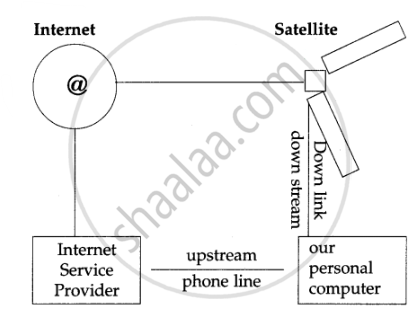 Internet
Satellite
@
shaalaa.com
Down link
down stream
Internet
Service
Provider
upstream
phone line
our
personal
computer